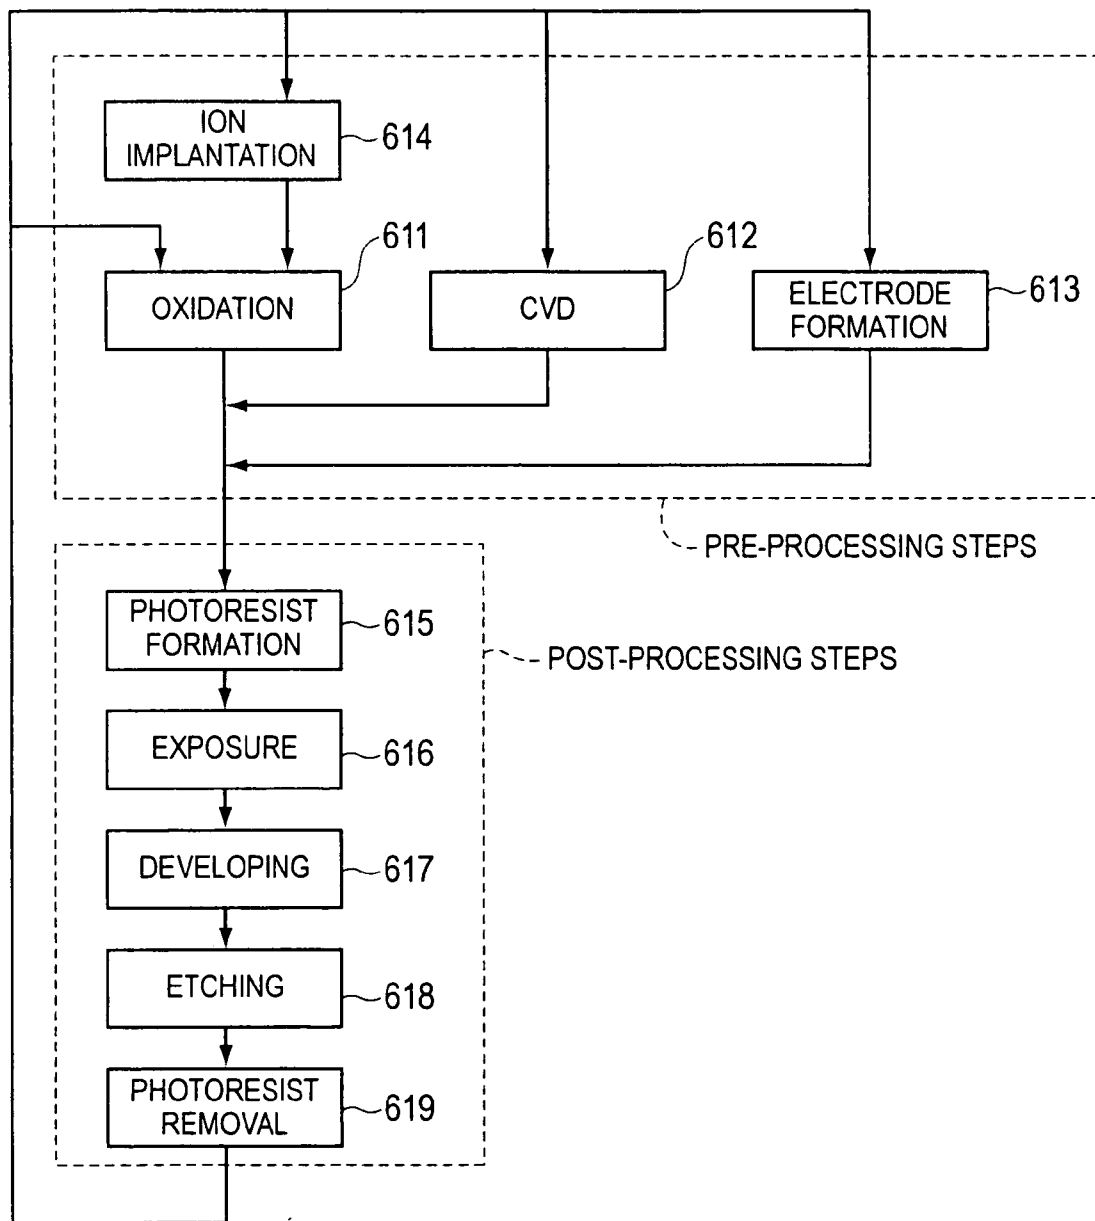 ION
IMPLANTATION
614
OXIDATION
611
CVD
612
ELECTRODE
FORMATION
613
PRE-PROCESSING STEPS
PHOTORESIST
FORMATION
615
POST-PROCESSING STEPS
EXPOSURE
616
DEVELOPING
617
ETCHING
618
PHOTORESIST
REMOVAL
619